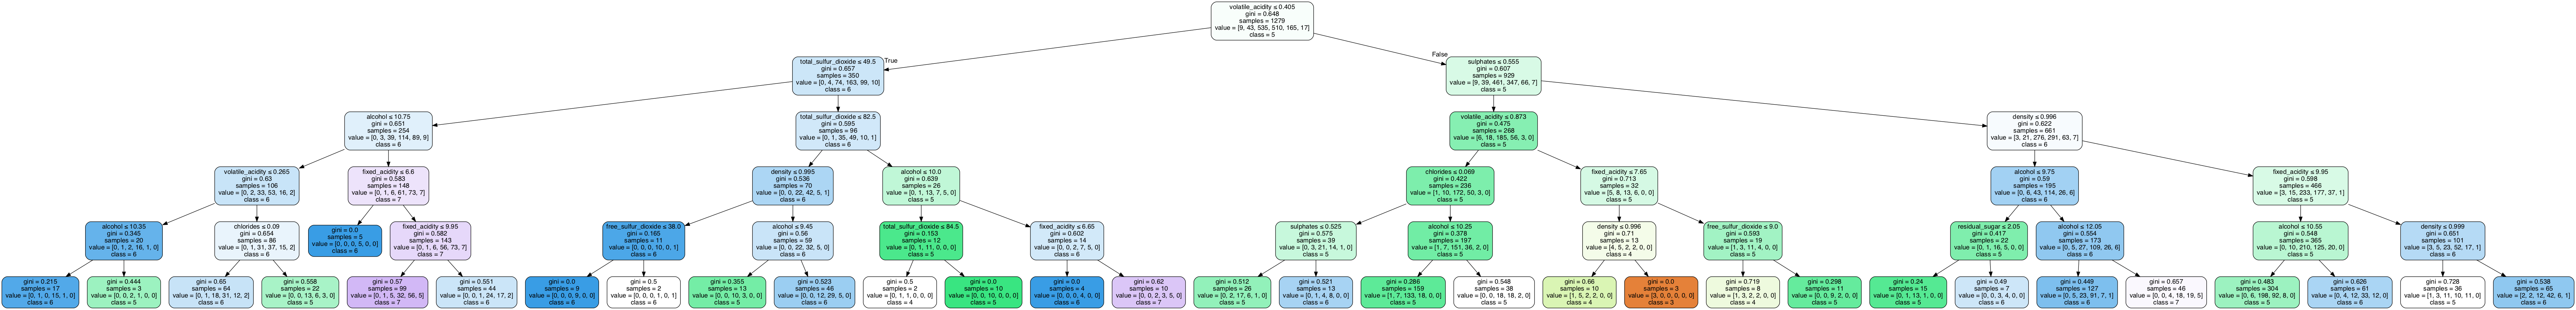 volatile_acidity ≤ 0.405
gini = 0.648
samples = 1279
value = [9, 43, 535, 510, 165, 17]
class = 5
True
False
total_sulfur_dioxide ≤ 49.5
gini = 0.657
samples = 350
value = [0, 4, 74, 163, 99, 10]
class = 6
sulphates ≤ 0.555
gini = 0.607
samples = 929
value = [9, 39, 461, 347, 66, 7]
class = 5
alcohol ≤ 10.75
gini = 0.651
samples = 254
value = [0, 3, 39, 114, 89, 9]
class = 6
total_sulfur_dioxide ≤ 82.5
gini = 0.595
samples = 96
value = [0, 1, 35, 49, 10, 1]
class = 6
volatile_acidity ≤ 0.873
gini = 0.475
samples = 268
value = [6, 18, 185, 56, 3, 0]
class = 5
density ≤ 0.996
gini = 0.622
samples = 661
value = [3, 21, 276, 291, 63, 7]
class = 6
volatile_acidity ≤ 0.265
gini = 0.63
samples = 106
value = [0, 2, 33, 53, 16, 2]
class = 6
fixed_acidity ≤ 6.6
gini = 0.583
samples = 148
value = [0, 1, 6, 61, 73, 7]
class = 7
density ≤ 0.995
gini = 0.536
samples = 70
value = [0, 0, 22, 42, 5, 1]
class = 6
alcohol ≤ 10.0
gini = 0.639
samples = 26
value = [0, 1, 13, 7, 5, 0]
class = 5
chlorides ≤ 0.069
gini = 0.422
samples = 236
value = [1, 10, 172, 50, 3, 0]
class = 5
fixed_acidity ≤ 7.65
gini = 0.713
samples = 32
value = [5, 8, 13, 6, 0, 0]
class = 5
alcohol ≤ 9.75
gini = 0.59
samples = 195
value = [0, 6, 43, 114, 26, 6]
class = 6
fixed_acidity ≤ 9.95
gini = 0.598
samples = 466
value = [3, 15, 233, 177, 37, 1]
class = 5
alcohol ≤ 10.35
gini = 0.345
samples = 20
value = [0, 1, 2, 16, 1, 0]
class = 6
chlorides ≤ 0.09
gini = 0.654
samples = 86
value = [0, 1, 31, 37, 15, 2]
class = 6
gini = 0.0
samples = 5
value = [0, 0, 0, 5, 0, 0]
class = 6
fixed_acidity ≤ 9.95
gini = 0.582
samples = 143
value = [0, 1, 6, 56, 73, 7]
class = 7
free_sulfur_dioxide ≤ 38.0
gini = 0.165
samples = 11
value = [0, 0, 0, 10, 0, 1]
class = 6
alcohol ≤ 9.45
gini = 0.56
samples = 59
value = [0, 0, 22, 32, 5, 0]
class = 6
total_sulfur_dioxide ≤ 84.5
gini = 0.153
samples = 12
value = [0, 1, 11, 0, 0, 0]
class = 5
fixed_acidity ≤ 6.65
gini = 0.602
samples = 14
value = [0, 0, 2, 7, 5, 0]
class = 6
sulphates ≤ 0.525
gini = 0.575
samples = 39
value = [0, 3, 21, 14, 1, 0]
class = 5
alcohol ≤ 10.25
gini = 0.378
samples = 197
value = [1, 7, 151, 36, 2, 0]
class = 5
density ≤ 0.996
gini = 0.71
samples = 13
value = [4, 5, 2, 2, 0, 0]
class = 4
free_sulfur_dioxide ≤ 9.0
gini = 0.593
samples = 19
value = [1, 3, 11, 4, 0, 0]
class = 5
residual_sugar ≤ 2.05
gini = 0.417
samples = 22
value = [0, 1, 16, 5, 0, 0]
class = 5
alcohol ≤ 12.05
gini = 0.554
samples = 173
value = [0, 5, 27, 109, 26, 6]
class = 6
alcohol ≤ 10.55
gini = 0.548
samples = 365
value = [0, 10, 210, 125, 20, 0]
class = 5
density ≤ 0.999
gini = 0.651
samples = 101
value = [3, 5, 23, 52, 17, 1]
class = 6
gini = 0.215
samples = 17
value = [0, 1, 0, 15, 1, 0]
class = 6
gini = 0.444
samples = 3
value = [0, 0, 2, 1, 0, 0]
class = 5
gini = 0.65
samples = 64
value = [0, 1, 18, 31, 12, 2]
class = 6
gini = 0.558
samples = 22
value = [0, 0, 13, 6, 3, 0]
class = 5
gini = 0.57
samples = 99
value = [0, 1, 5, 32, 56, 5]
class = 7
gini = 0.551
samples = 44
value = [0, 0, 1, 24, 17, 2]
class = 6
gini = 0.0
samples = 9
value = [0, 0, 0, 9, 0, 0]
class = 6
gini = 0.5
samples = 2
value = [0, 0, 0, 1, 0, 1]
class = 6
gini = 0.355
samples = 13
value = [0, 0, 10, 3, 0, 0]
class = 5
gini = 0.523
samples = 46
value = [0, 0, 12, 29, 5, 0]
class = 6
gini = 0.5
samples = 2
value = [0, 1, 1, 0, 0, 0]
class = 4
gini = 0.0
samples = 10
value = [0, 0, 10, 0, 0, 0]
class = 5
gini = 0.0
samples = 4
value = [0, 0, 0, 4, 0, 0]
class = 6
gini = 0.62
samples = 10
value = [0, 0, 2, 3, 5, 0]
class = 7
gini = 0.512
samples = 26
value = [0, 2, 17, 6, 1, 0]
class = 5
gini = 0.521
samples = 13
value = [0, 1, 4, 8, 0, 0]
class = 6
gini = 0.286
samples = 159
value = [1, 7, 133, 18, 0, 0]
class = 5
gini = 0.548
samples = 38
value = [0, 0, 18, 18, 2, 0]
class = 5
gini = 0.66
samples = 10
value = [1, 5, 2, 2, 0, 0]
class = 4
gini = 0.0
samples = 3
value = [3, 0, 0, 0, 0, 0]
class = 3
gini = 0.719
samples = 8
value = [1, 3, 2, 2, 0, 0]
class = 4
gini = 0.298
samples = 11
value = [0, 0, 9, 2, 0, 0]
class = 5
gini = 0.24
samples = 15
value = [0, 1, 13, 1, 0, 0]
class = 5
gini = 0.49
samples = 7
value = [0, 0, 3, 4, 0, 0]
class = 6
gini = 0.449
samples = 127
value = [0, 5, 23, 91, 7, 1]
class = 6
gini = 0.657
samples = 46
value = [0, 0, 4, 18, 19, 5]
class = 7
gini = 0.483
samples = 304
value = [0, 6, 198, 92, 8, 0]
class = 5
gini = 0.626
samples = 61
value = [0, 4, 12, 33, 12, 0]
class = 6
gini = 0.728
samples = 36
value = [1, 3, 11, 10, 11, 0]
class = 5
gini = 0.538
samples = 65
value = [2, 2, 12, 42, 6, 1]
class = 6